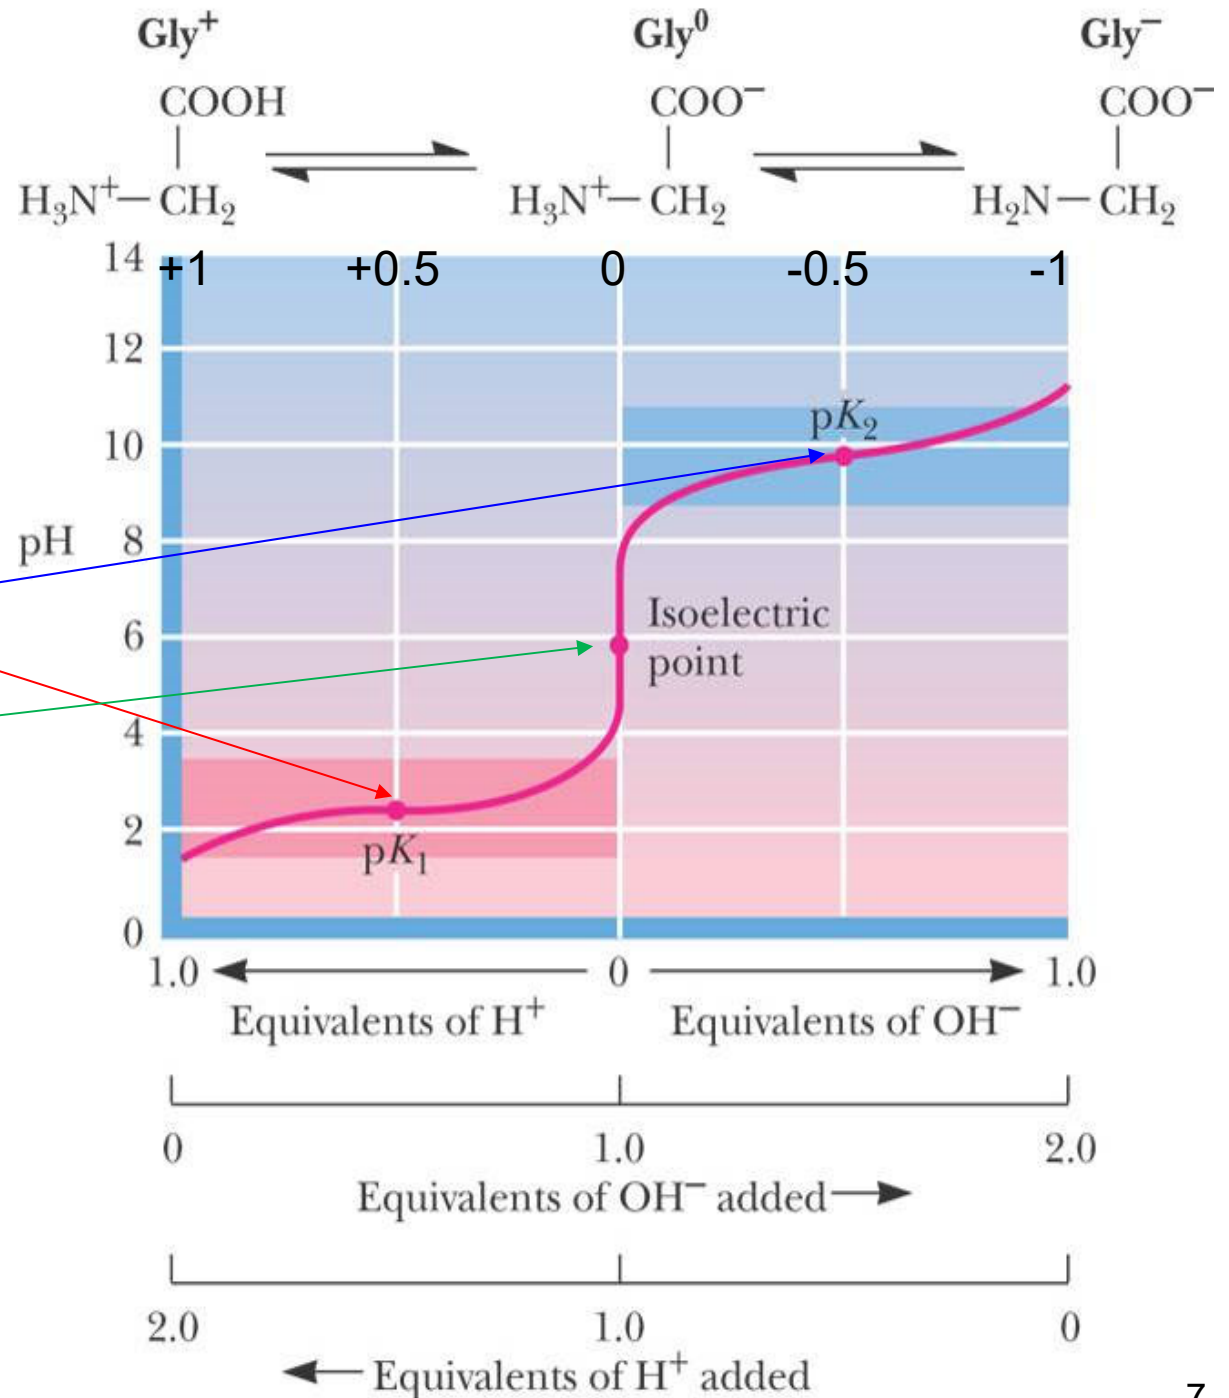 Gly⁺ Gly⁰ Gly⁻
COOH COO⁻ COO⁻
H₃N⁺—CH₂ H₃N⁺—CH₂ H₂N—CH₂
14 +1 +0.5 0 -0.5 -1
12
pK₂
10
pH 8
Isoelectric
6
point
4
2
pK₁
0
1.0 0 1.0
Equivalents of H⁺ Equivalents of OH⁻
0 1.0 2.0
Equivalents of OH⁻ added
2.0 1.0 0
Equivalents of H⁺ added
7